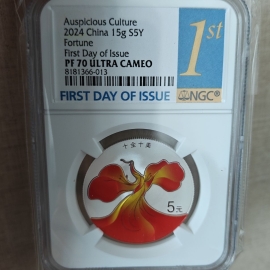 Auspicious Culture
2024 China 15g S5Y
Fortune
First Day of Issue
PF 70 ULTRA CAMEO
8181366-013
1st
FIRST DAY OF ISSUE
NGC
5元